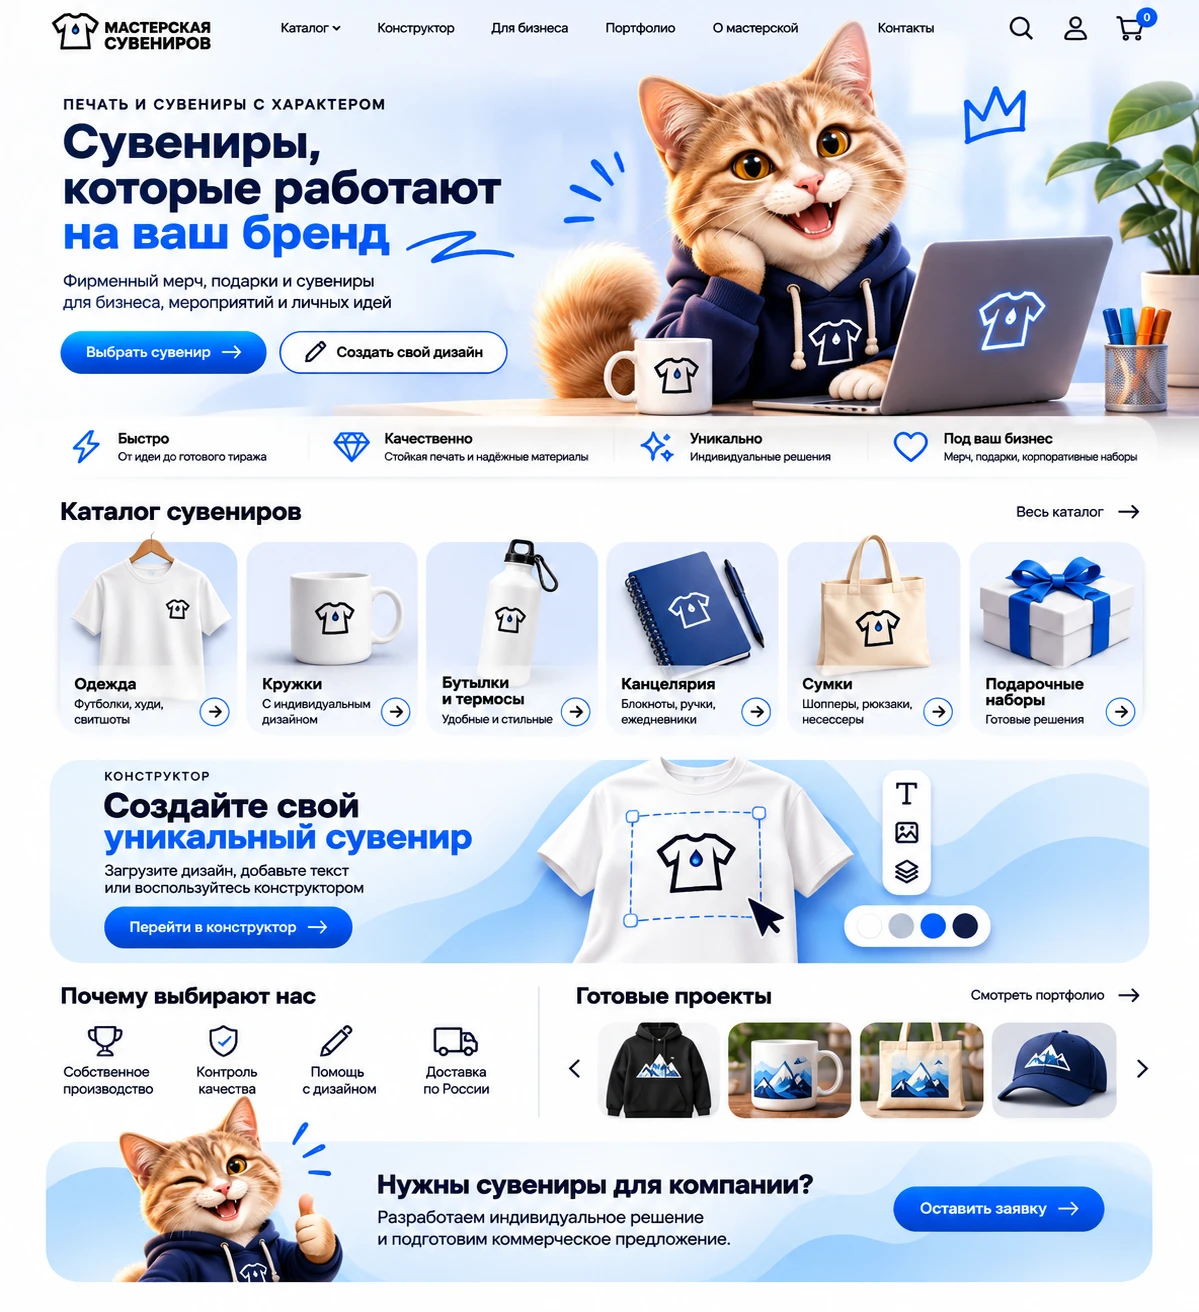 МАСТЕРСКАЯ
СУВЕНИРОВ
Каталог
Конструктор
Для бизнеса
Портфолио
О мастерской
Контакты
0
ПЕЧАТЬ И СУВЕНИРЫ С ХАРАКТЕРОМ
Сувениры,
которые работают
на ваш бренд
Фирменный мерч, подарки и сувениры
для бизнеса, мероприятий и личных идей
Выбрать сувенир
Создать свой дизайн
Быстро
От идеи до готового тиража
Качественно
Стойкая печать и надёжные материалы
Уникально
Индивидуальные решения
Под ваш бизнес
Мерч, подарки, корпоративные наборы
Каталог сувениров
Весь каталог
Одежда
Футболки, худи,
свитшоты
Кружки
С индивидуальным
дизайном
Бутылки
и термосы
Удобные и стильные
Канцелярия
Блокноты, ручки,
ежедневники
Сумки
Шопперы, рюкзаки,
несессеры
Подарочные
наборы
Готовые решения
КОНСТРУКТОР
Создайте свой
уникальный сувенир
Загрузите дизайн, добавьте текст
или воспользуйтесь конструктором
Перейти в конструктор
T
Почему выбирают нас
Собственное
производство
Контроль
качества
Помощь
с дизайном
Доставка
по России
Готовые проекты
Смотреть портфолио
Нужны сувениры для компании?
Разработаем индивидуальное решение
и подготовим коммерческое предложение.
Оставить заявку